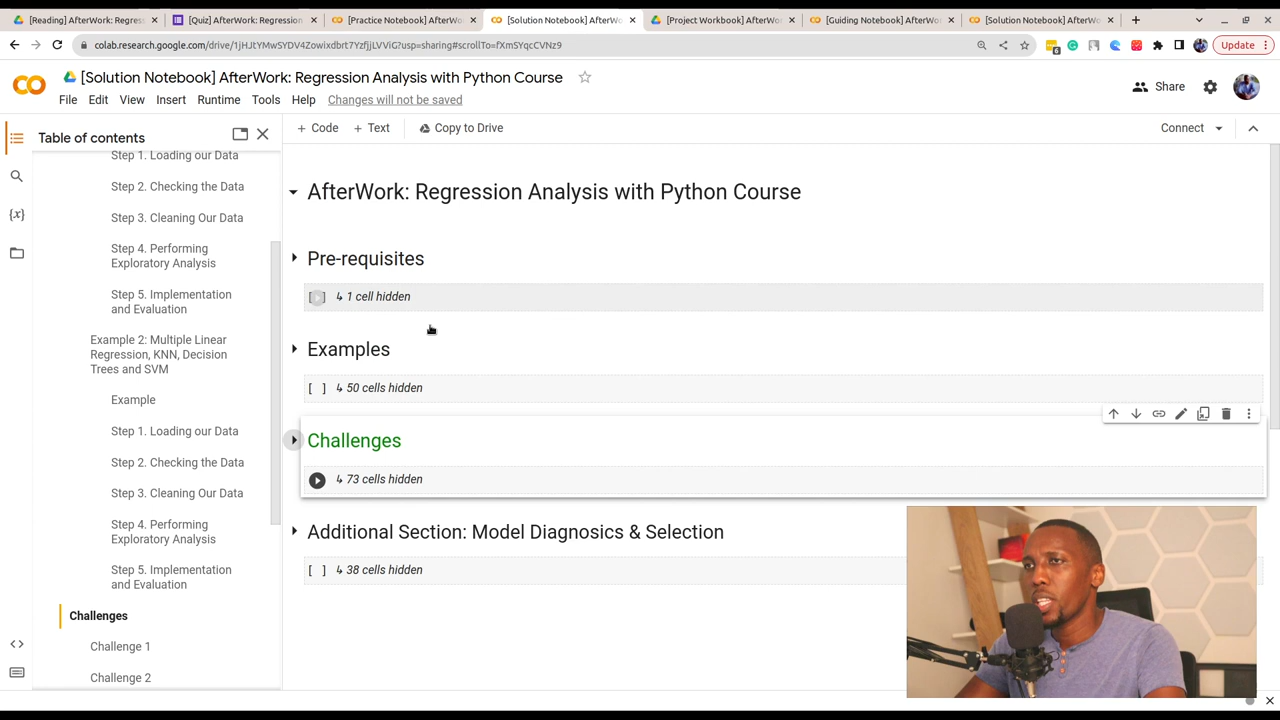 [Reading] AfterWork: Regress
[Quiz] AfterWork: Regression
[Practice Notebook] AfterWo
[Solution Notebook] AfterWo
[Project Workbook] AfterWo
[Guiding Notebook] AfterWo
[Solution Notebook] AfterWo
colab.research.google.com/drive/1jHJtYMwSYDV4Zowixdbrt7YzfjjLVViG?usp=sharing#scrollTo=fXmSYqcCVNz9
6
Update
[Solution Notebook] AfterWork: Regression Analysis with Python Course
File Edit View Insert Runtime Tools Help Changes will not be saved
Share
Table of contents
+ Code + Text Copy to Drive
Connect
Step 1. Loading our Data
Step 2. Checking the Data
Step 3. Cleaning Our Data
Step 4. Performing
Exploratory Analysis
Step 5. Implementation
and Evaluation
Example 2: Multiple Linear
Regression, KNN, Decision
Trees and SVM
Example
Step 1. Loading our Data
Step 2. Checking the Data
Step 3. Cleaning Our Data
Step 4. Performing
Exploratory Analysis
Step 5. Implementation
and Evaluation
Challenges
Challenge 1
Challenge 2
AfterWork: Regression Analysis with Python Course
Pre-requisites
[ ] ↳ 1 cell hidden
Examples
[ ] ↳ 50 cells hidden
Challenges
↳ 73 cells hidden
Additional Section: Model Diagnostics & Selection
[ ] ↳ 38 cells hidden